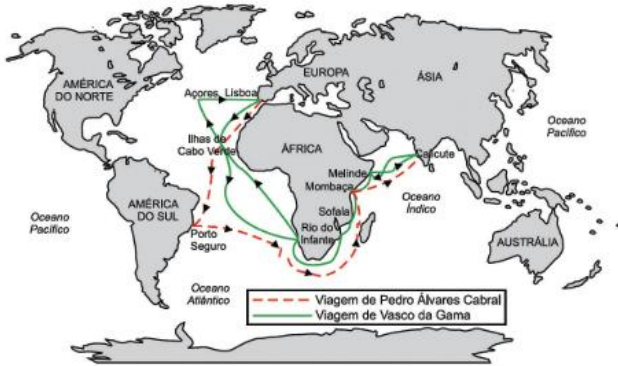 AMÉRICA
DO NORTE
EUROPA
ÁSIA
Açores
Lisboa
Oceano
Pacífico
Ilhas de
Cabo Verde
ÁFRICA
Calicute
Melinde
Mombaça
Oceano
Índico
AMÉRICA
DO SUL
Sofala
Rio do
Infante
Oceano
Pacífico
Porto
Seguro
AUSTRÁLIA
Oceano
Atlântico
Viagem de Pedro Álvares Cabral
Viagem de Vasco da Gama